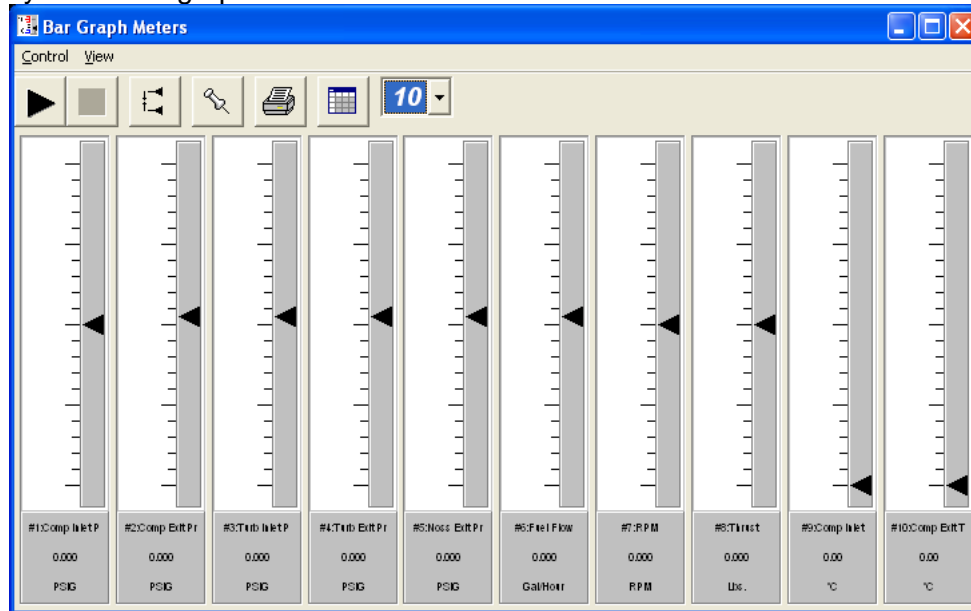 Bar Graph Meters
Control View
10
#1:Comp Inlet P #2:Comp Exit Pr #3:Turb Inlet P #4:Turb Exit Pr #5:Noss Exit Pr #6:Fuel Flow #7:RPM #8:Thrust #9:Comp Inlet #10:Comp Exit T
0.000 0.000 0.000 0.000 0.000 0.000 0.000 0.000 0.00 0.00
PSIG PSIG PSIG PSIG PSIG Gal/Hour RPM Lbs. °C °C